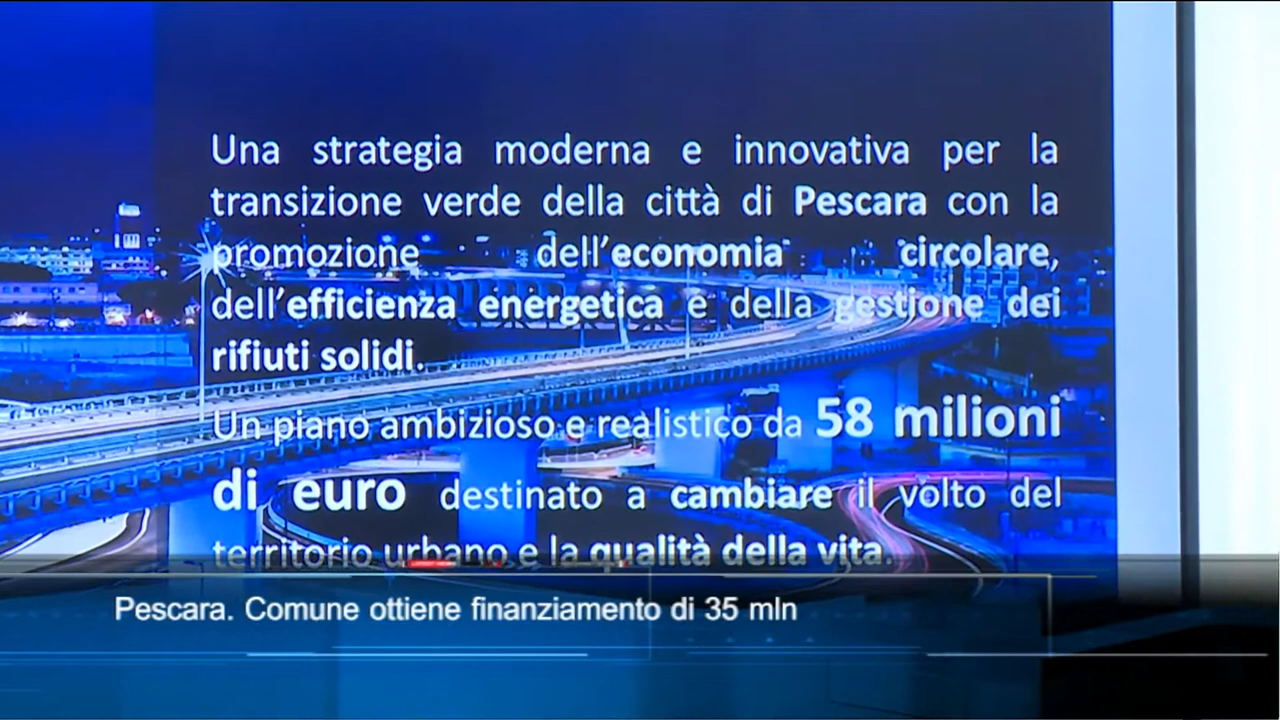 Una strategia moderna e innovativa per la
transizione verde della città di Pescara con la
promozione dell'economia circolare,
dell'efficienza energetica e della gestione dei
rifiuti solidi.
Un piano ambizioso e realistico da 58 milioni
di euro destinato a cambiare il volto del
territorio urbano e la qualità della vita.
Pescara. Comune ottiene finanziamento di 35 mln